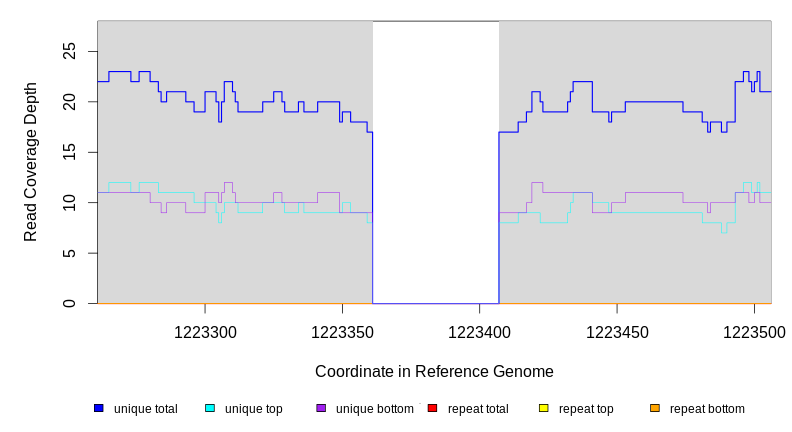 Read Coverage Depth
25
20
15
10
5
0
1223300 1223350 1223400 1223450 1223500
Coordinate in Reference Genome
unique total unique top unique bottom repeat total repeat top repeat bottom